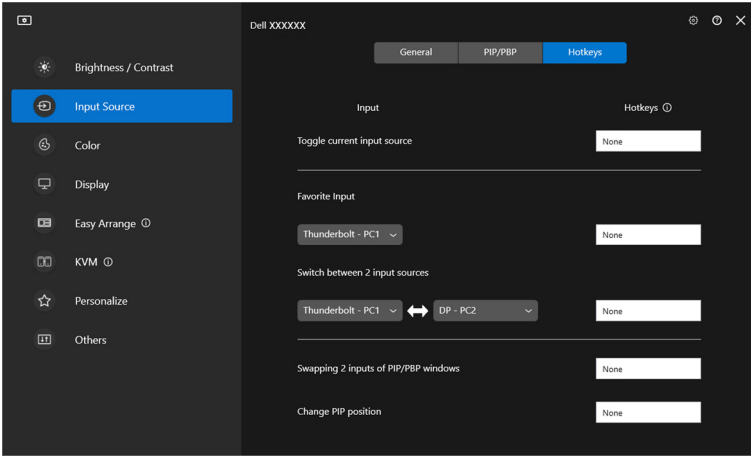 Dell XXXXXX
General PIP/PBP Hotkeys
Brightness / Contrast
Input Source
Color
Display
Easy Arrange
KVM
Personalize
Others
Input Hotkeys
Toggle current input source None
Favorite Input
Thunderbolt - PC1 None
Switch between 2 input sources
Thunderbolt - PC1 DP - PC2 None
Swapping 2 inputs of PIP/PBP windows None
Change PIP position None